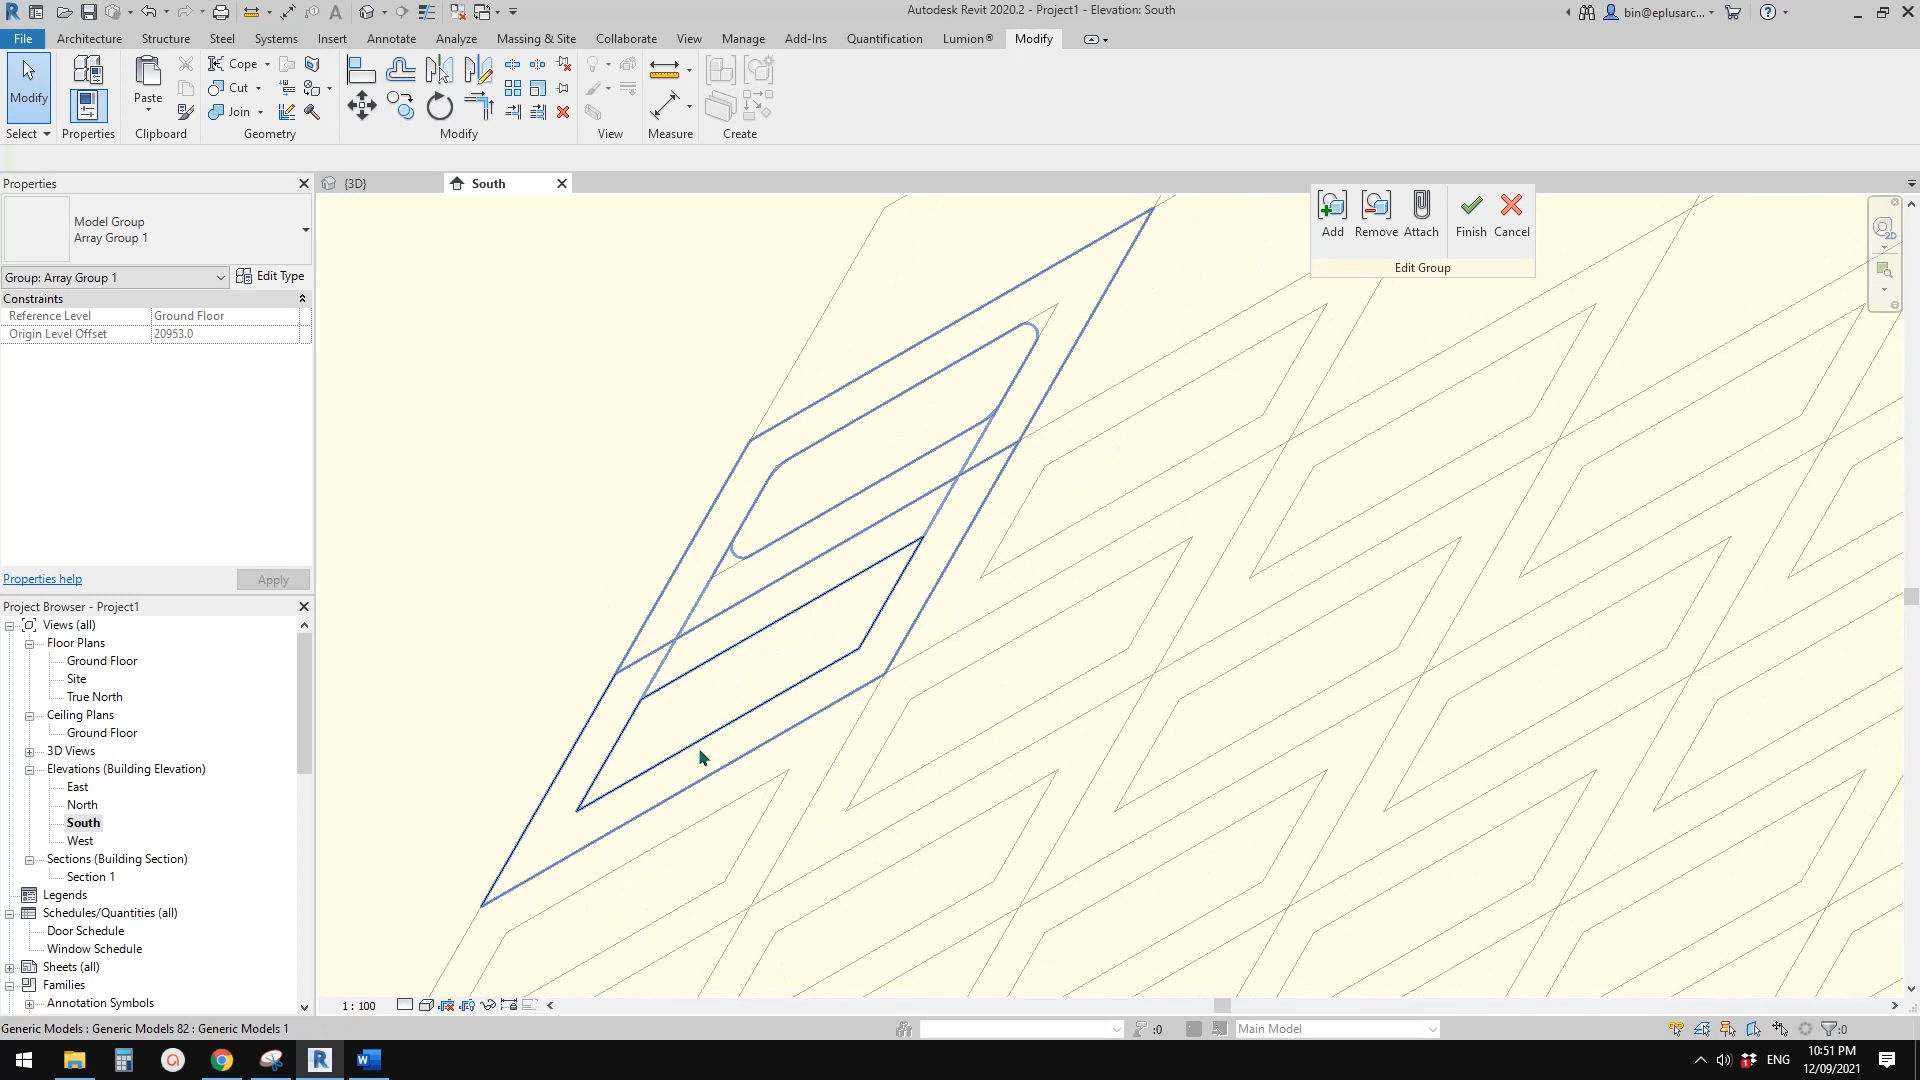 Autodesk Revit 2020.2 - Project1 - Elevation: South
bin@eplusarc...
File Architecture Structure Steel Systems Insert Annotate Analyze Massing & Site Collaborate View Manage Add-Ins Quantification Lumion® Modify
Modify
Paste
Cope
Cut
Join
Select Properties Clipboard Geometry Modify View Measure Create
Properties
{3D}
South
Model Group
Array Group 1
Group: Array Group 1
Edit Type
Constraints
Reference Level Ground Floor
Origin Level Offset 20953.0
Add Remove Attach Finish Cancel
Edit Group
2D
Properties help
Apply
Project Browser - Project1
Views (all)
Floor Plans
Ground Floor
Site
True North
Ceiling Plans
Ground Floor
3D Views
Elevations (Building Elevation)
East
North
South
West
Sections (Building Section)
Section 1
Legends
Schedules/Quantities (all)
Door Schedule
Window Schedule
Sheets (all)
Families
Annotation Symbols
1 : 100
Generic Models : Generic Models 82 : Generic Models 1
:0
Main Model
:0
ENG
10:51 PM
12/09/2021